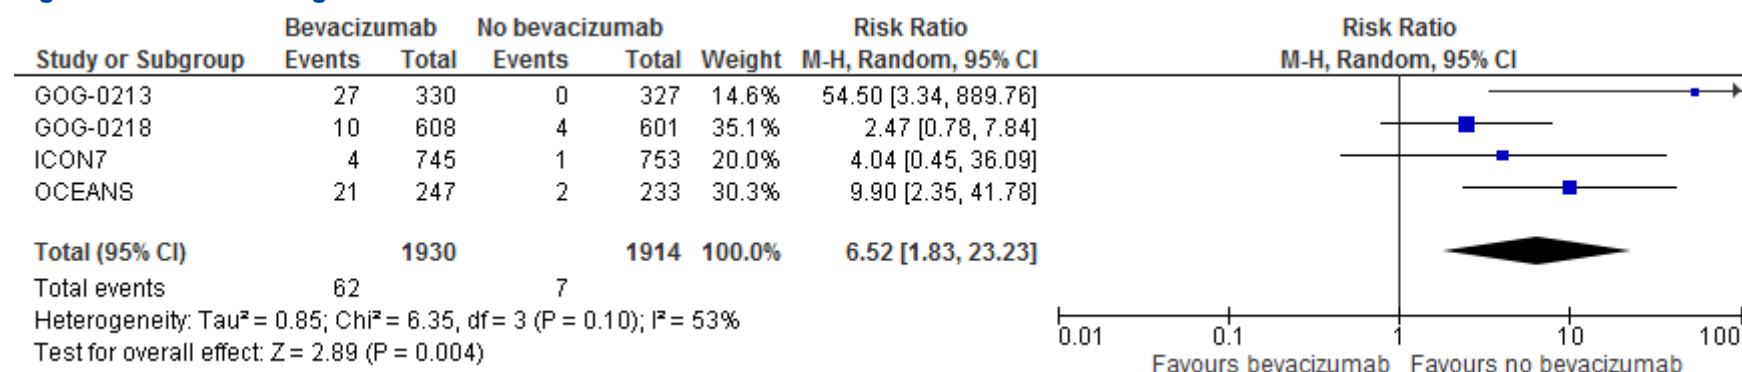 Bevacizumab No bevacizumab Risk Ratio Risk Ratio
Study or Subgroup Events Total Events Total Weight M-H, Random, 95% CI M-H, Random, 95% CI
GOG-0213 27 330 0 327 14.6% 54.50 [3.34, 889.76]
GOG-0218 10 608 4 601 35.1% 2.47 [0.78, 7.84]
ICON7 4 745 1 753 20.0% 4.04 [0.45, 36.09]
OCEANS 21 247 2 233 30.3% 9.90 [2.35, 41.78]
Total (95% CI) 1930 1914 100.0% 6.52 [1.83, 23.23]
Total events 62 7
Heterogeneity: Tau² = 0.85; Chi² = 6.35, df = 3 (P = 0.10); I² = 53%
Test for overall effect: Z = 2.89 (P = 0.004)
0.01 0.1 1 10 100
Favours bevacizumab Favours no bevacizumab